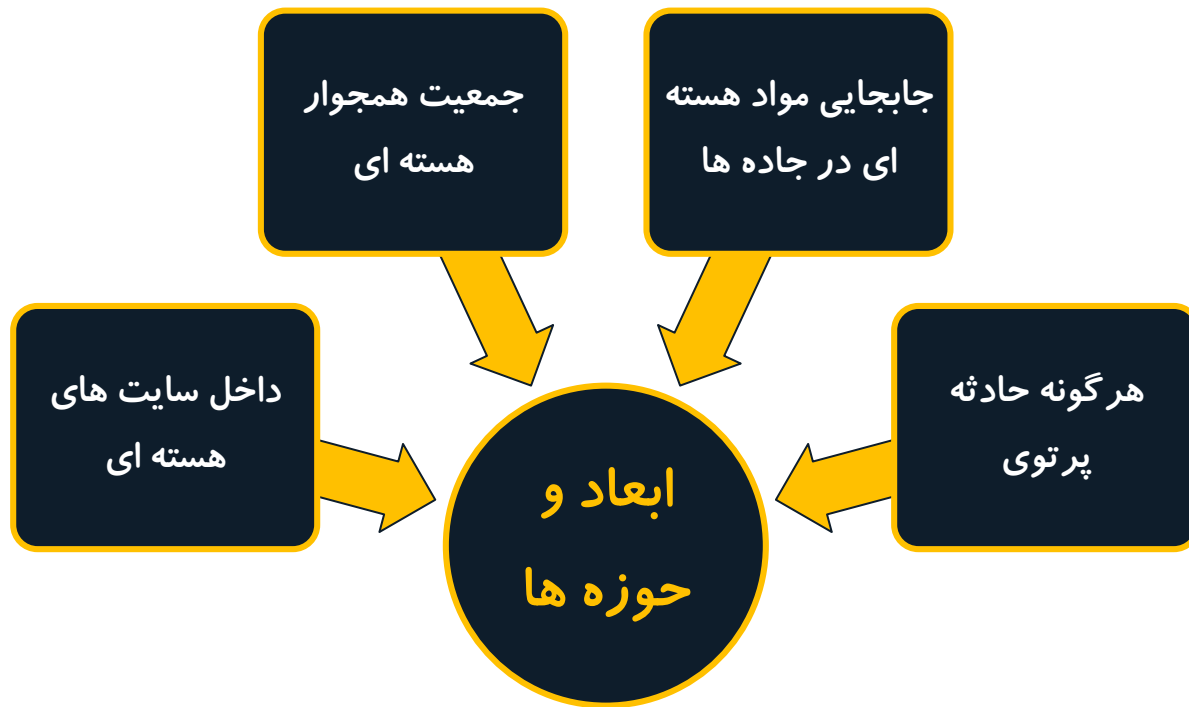 جابجایی مواد هسته
ای در جاده ها
جمعیت همجوار
هسته ای
هرگونه حادثه
پرتوی
داخل سایت های
هسته ای
ابعاد و
حوزه ها